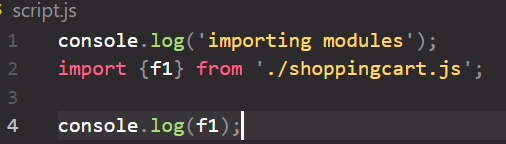 script.js
1 console.log('importing modules');
2 import {f1} from './shoppingcart.js';
3
4 console.log(f1);